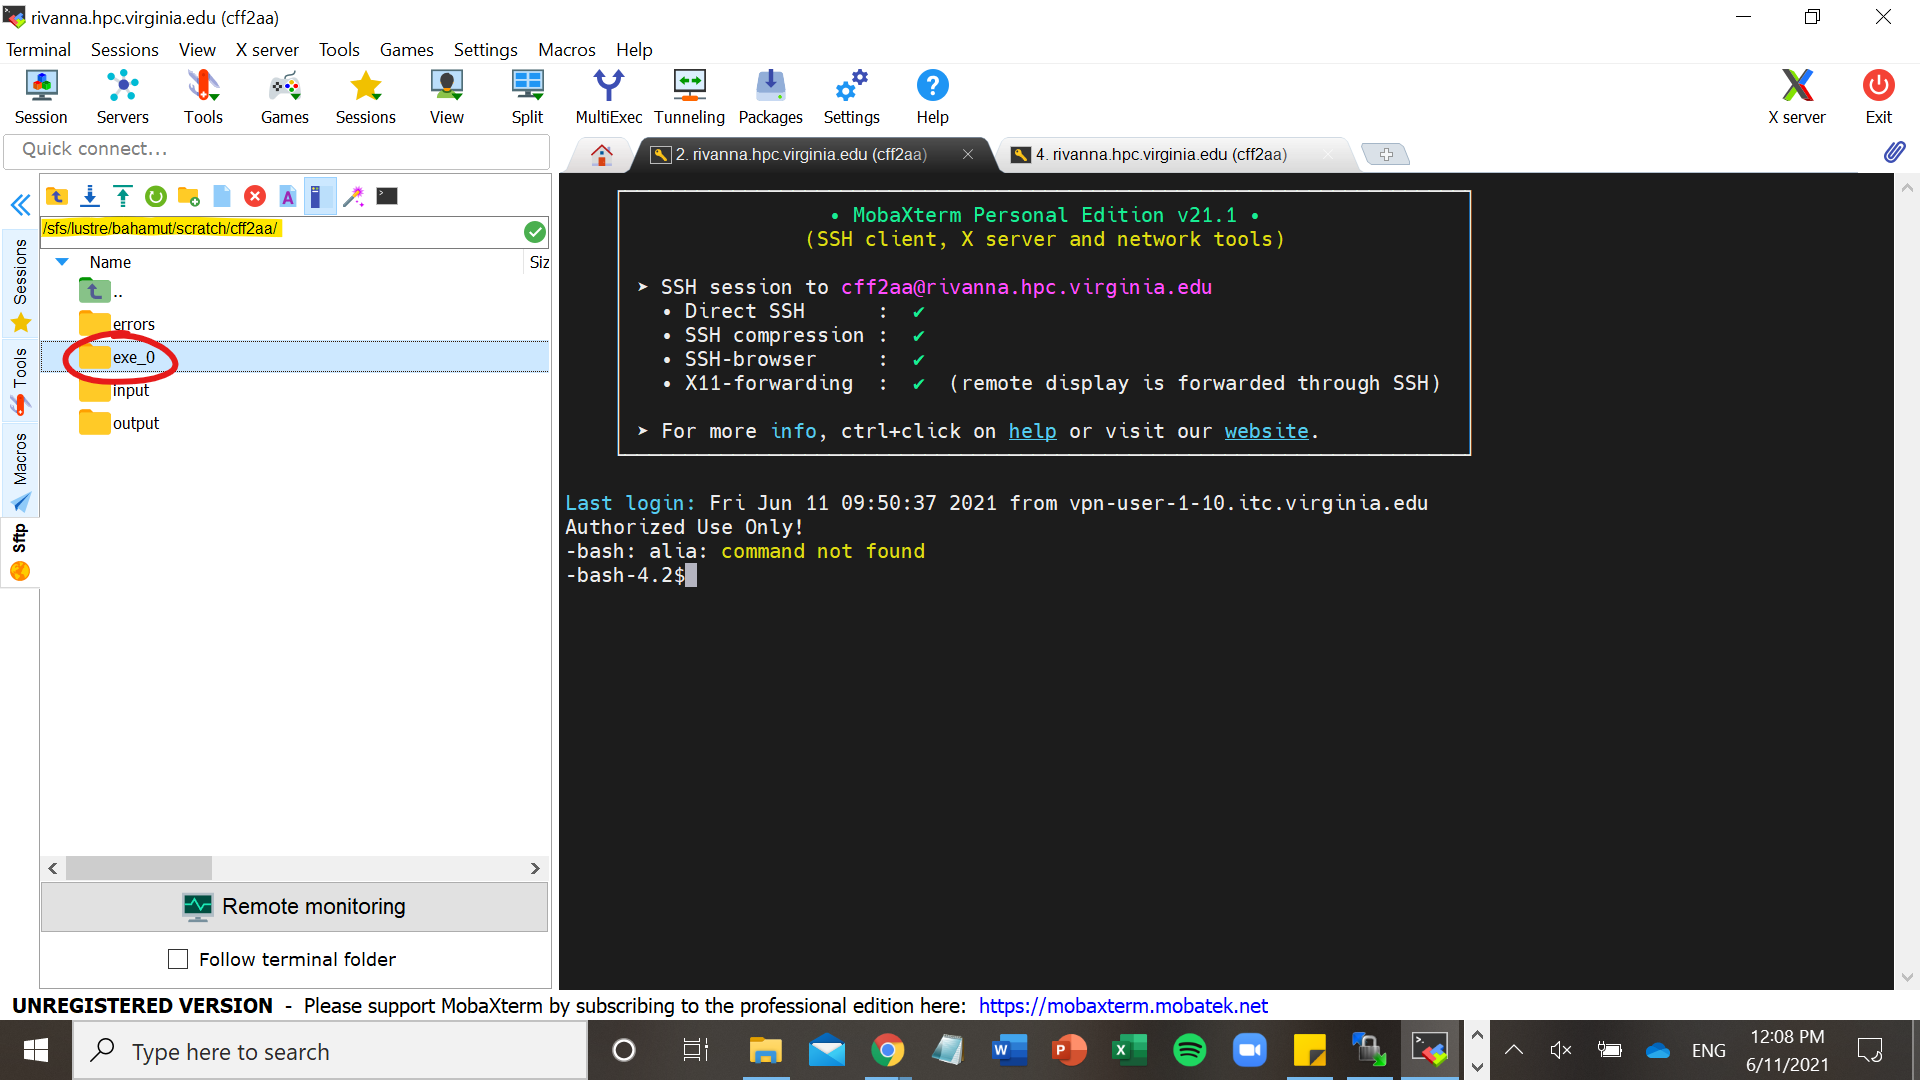 rivanna.hpc.virginia.edu (cff2aa)
Terminal Sessions View X server Tools Games Settings Macros Help
Session Servers Tools Games Sessions View Split MultiExec Tunneling Packages Settings Help X server Exit
Quick connect...
2. rivanna.hpc.virginia.edu (cff2aa)
4. rivanna.hpc.virginia.edu (cff2aa)
/sfs/lustre/bahamut/scratch/cff2aa/
Name Siz
..
errors
exe_0
input
output
Sessions
Tools
Macros
Sftp
Remote monitoring
Follow terminal folder
• MobaXterm Personal Edition v21.1 •
(SSH client, X server and network tools)
➤ SSH session to cff2aa@rivanna.hpc.virginia.edu
• Direct SSH : ✔
• SSH compression : ✔
• SSH-browser : ✔
• X11-forwarding : ✔ (remote display is forwarded through SSH)
➤ For more info, ctrl+click on help or visit our website.
Last login: Fri Jun 11 09:50:37 2021 from vpn-user-1-10.itc.virginia.edu
Authorized Use Only!
-bash: alia: command not found
-bash-4.2$
UNREGISTERED VERSION - Please support MobaXterm by subscribing to the professional edition here: https://mobaxterm.mobatek.net
Type here to search
ENG
12:08 PM
6/11/2021